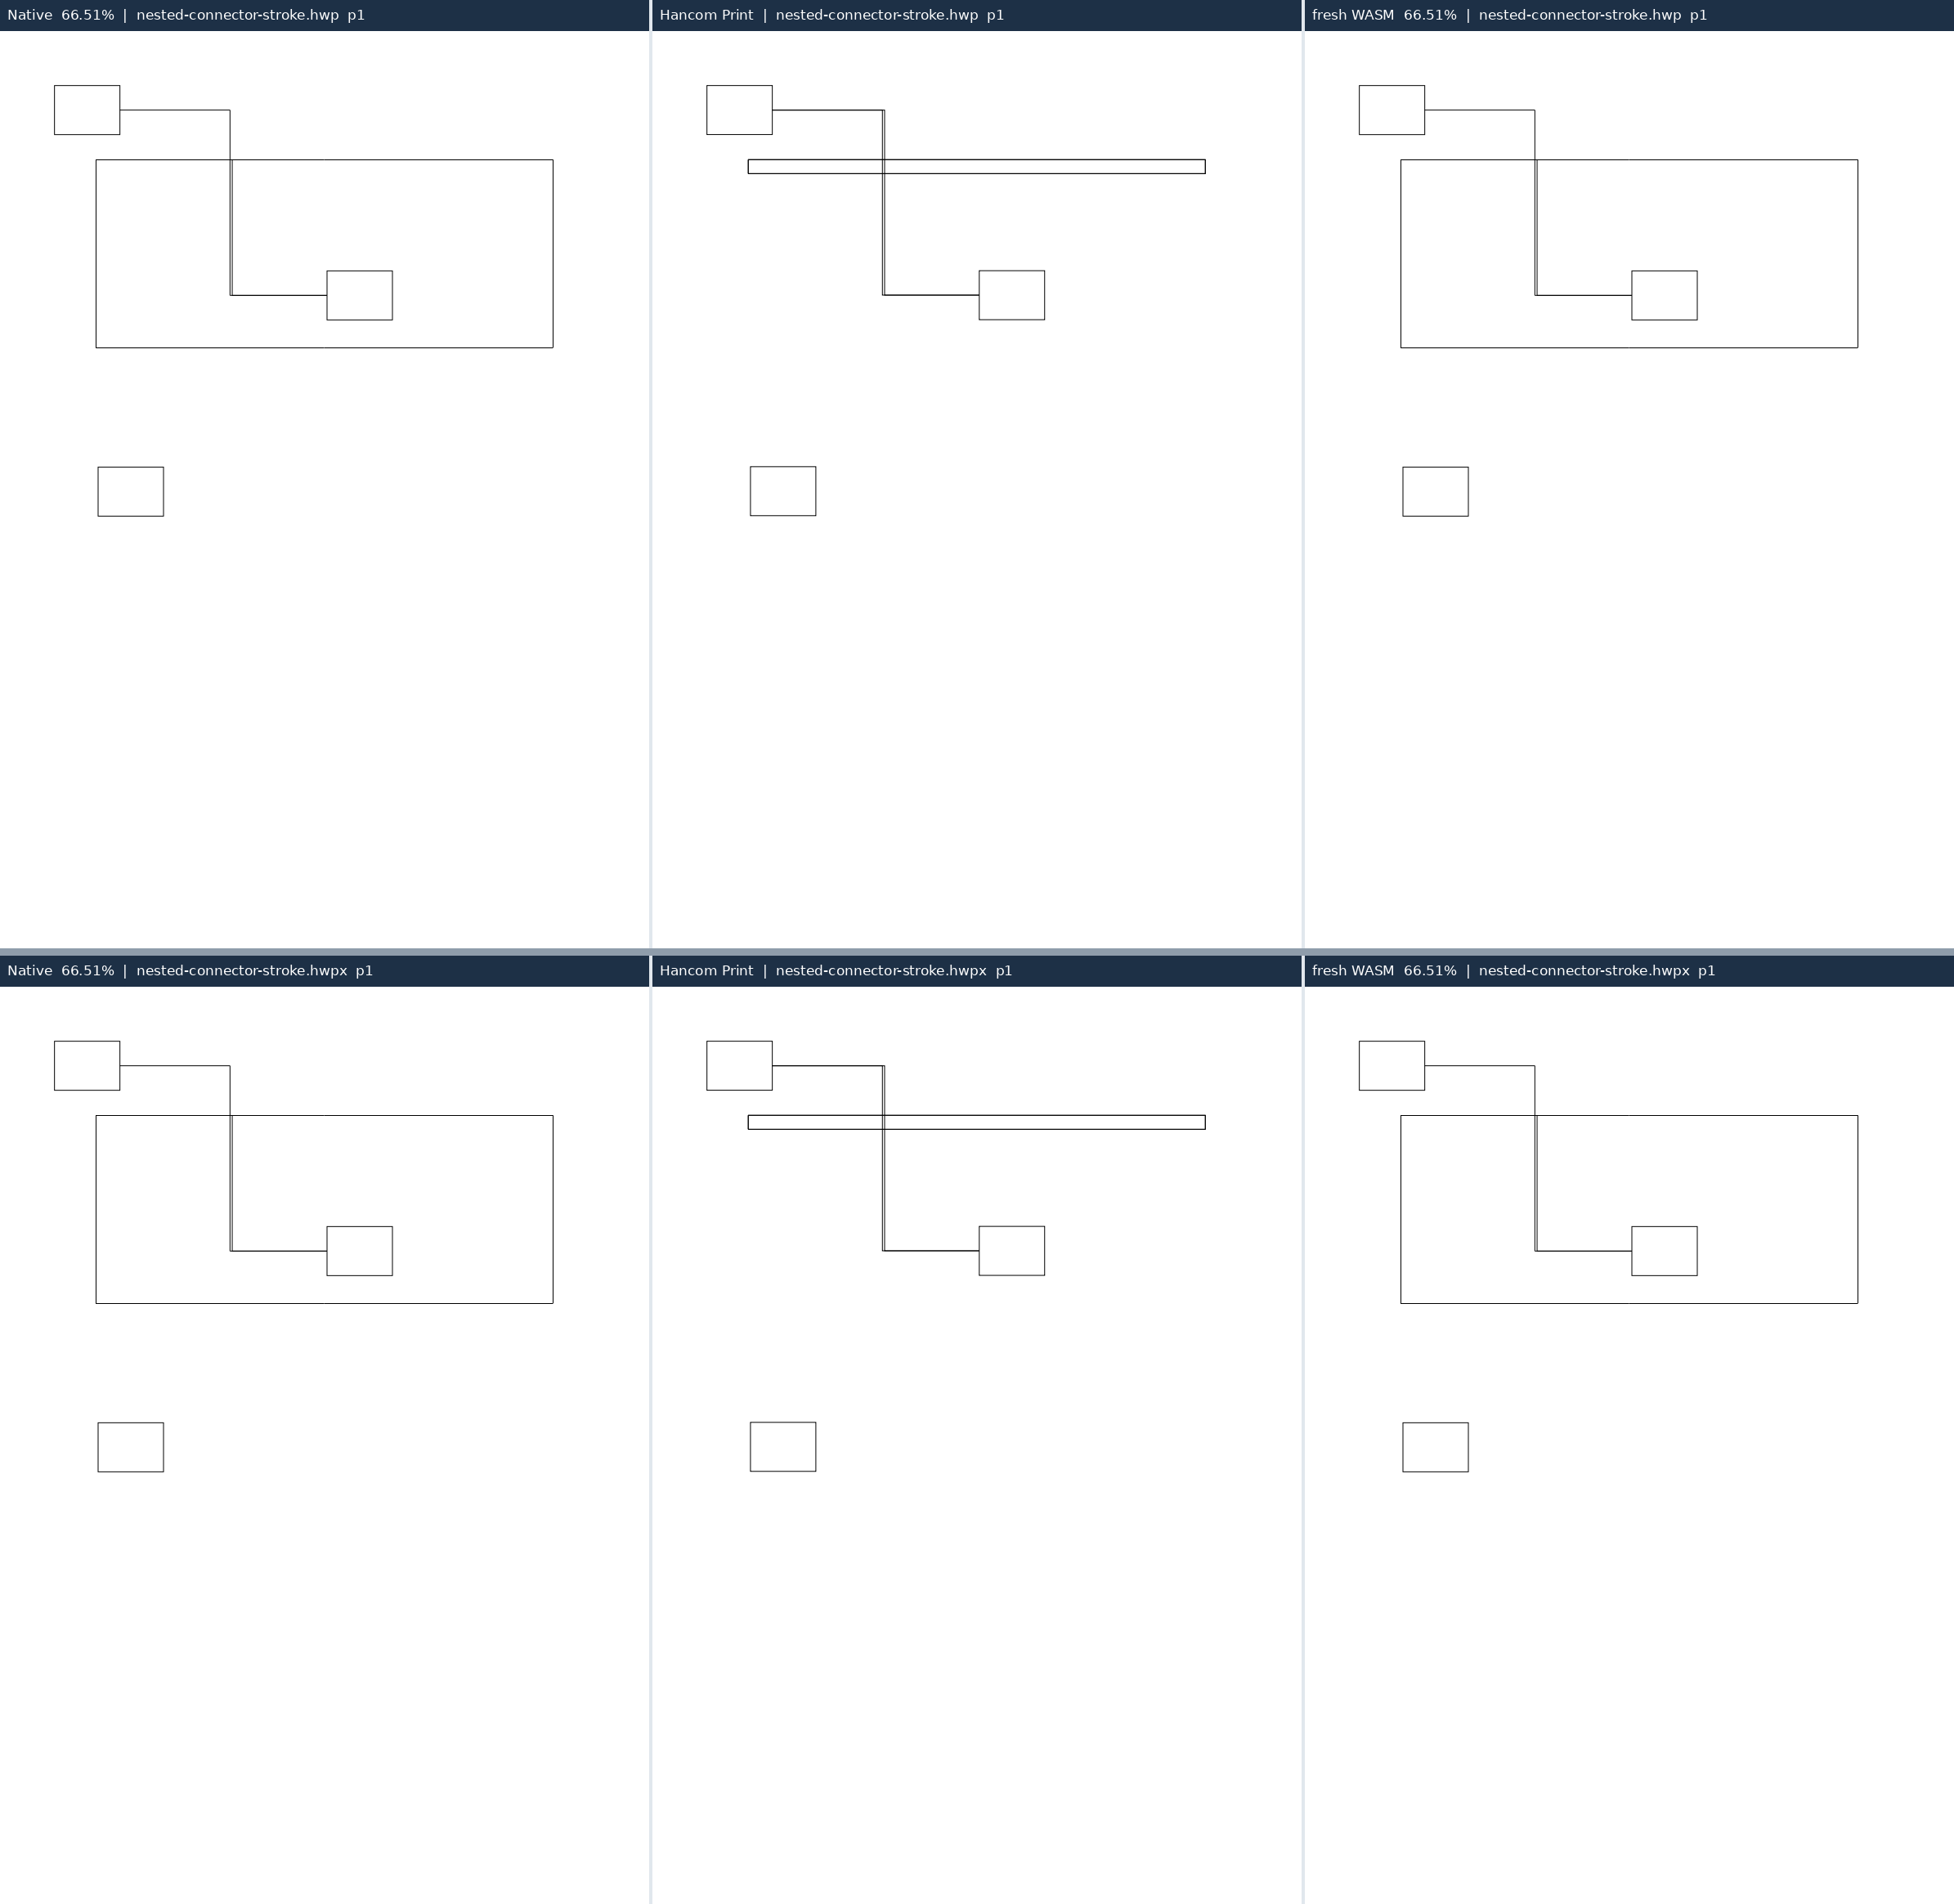 Native  66.51%  |  nested-connector-stroke.hwp  p1
Hancom Print  |  nested-connector-stroke.hwp  p1
fresh WASM  66.51%  |  nested-connector-stroke.hwp  p1
Native  66.51%  |  nested-connector-stroke.hwpx  p1
Hancom Print  |  nested-connector-stroke.hwpx  p1
fresh WASM  66.51%  |  nested-connector-stroke.hwpx  p1